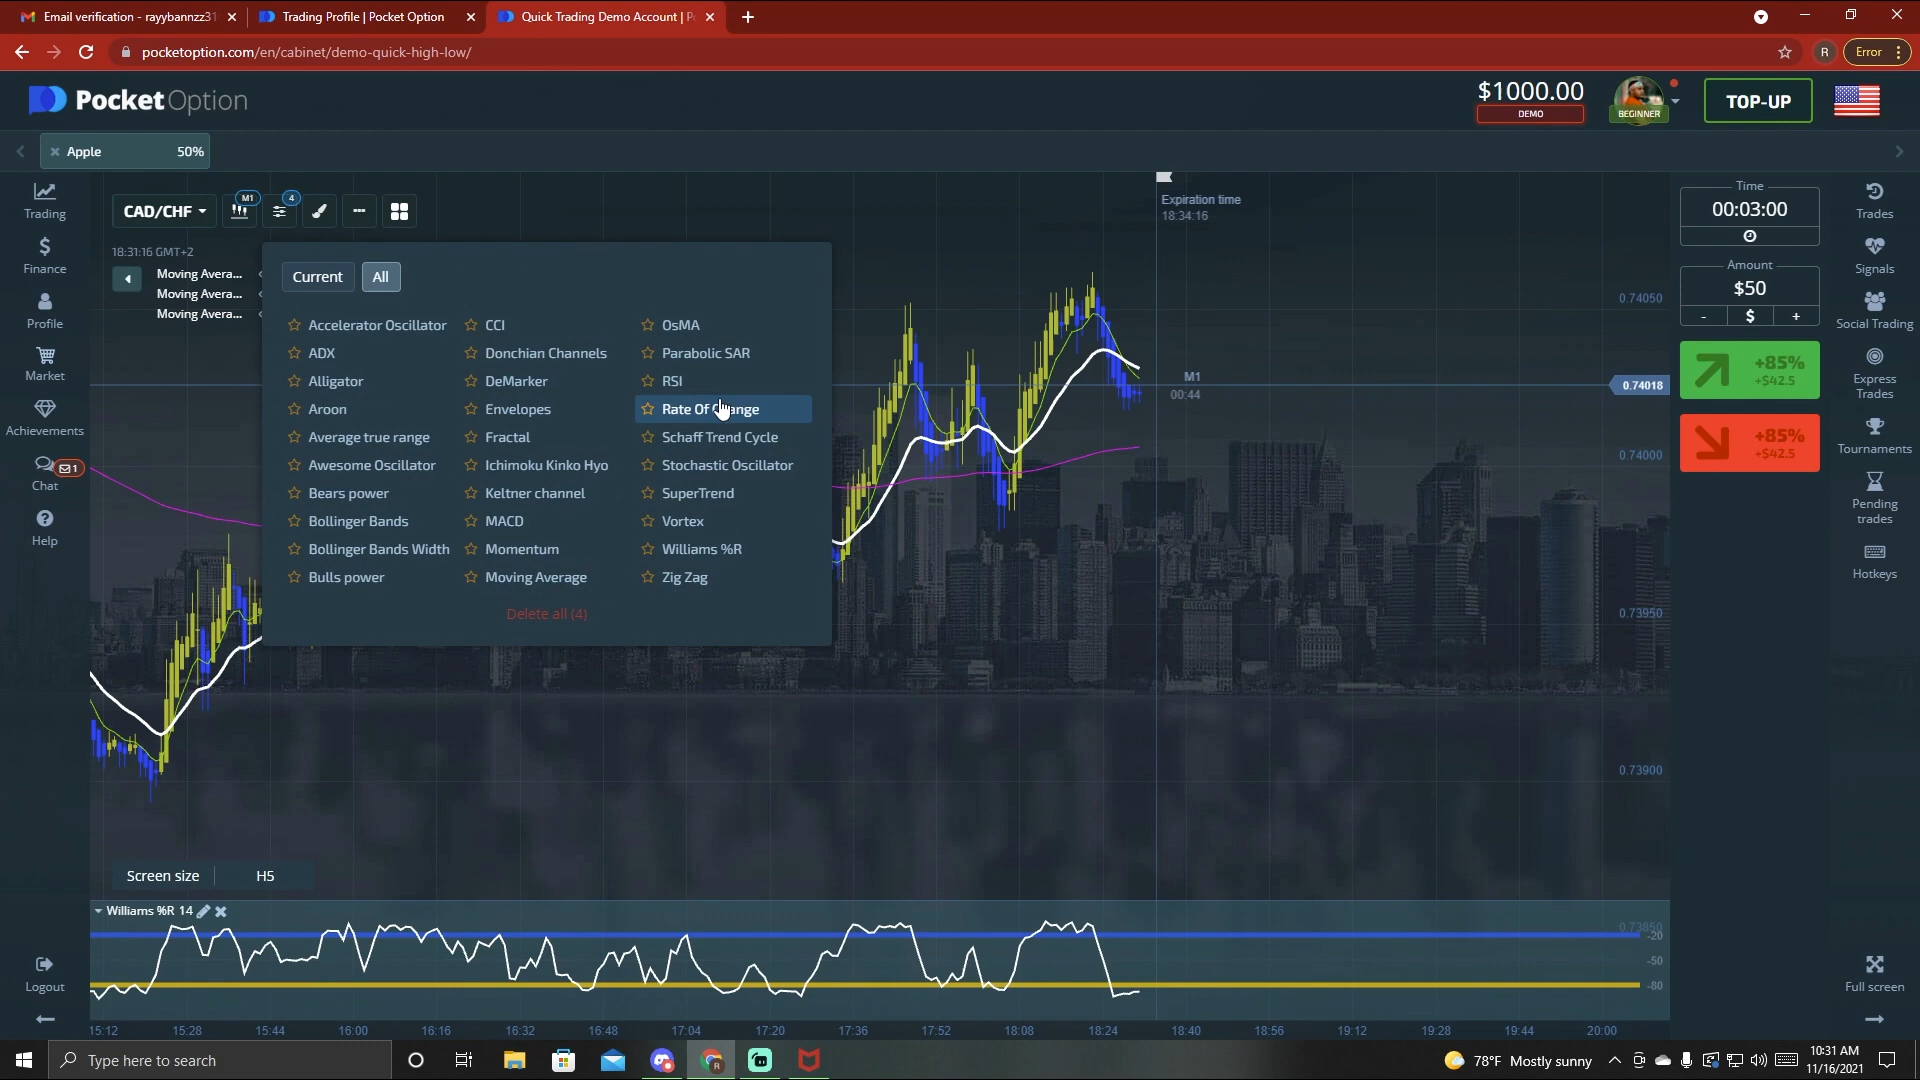 Email verification - rayybannzz31
Trading Profile | Pocket Option
Quick Trading Demo Account | P
pocketoption.com/en/cabinet/demo-quick-high-low/
R
Error
PocketOption
$1000.00
DEMO
BEGINNER
TOP-UP
Apple 50%
Trading
Finance
Profile
Market
Achievements
Chat
1
Help
Logout
CAD/CHF
M1
4
18:31:16 GMT+2
Moving Avera...
Moving Avera...
Moving Avera...
Current
All
Accelerator Oscillator
ADX
Alligator
Aroon
Average true range
Awesome Oscillator
Bears power
Bollinger Bands
Bollinger Bands Width
Bulls power
CCI
Donchian Channels
DeMarker
Envelopes
Fractal
Ichimoku Kinko Hyo
Keltner channel
MACD
Momentum
Moving Average
OsMA
Parabolic SAR
RSI
Rate Of Change
Schaff Trend Cycle
Stochastic Oscillator
SuperTrend
Vortex
Williams %R
Zig Zag
Delete all (4)
Expiration time
18:34:16
M1
00:44
0.74050
0.74018
0.74000
0.73950
0.73900
0.73850
Screen size H5
Williams %R 14
-20
-50
-80
15:12 15:28 15:44 16:00 16:16 16:32 16:48 17:04 17:20 17:36 17:52 18:08 18:24 18:40 18:56 19:12 19:28 19:44 20:00
Time
00:03:00
Amount
$50
- $ +
+85%
+$42.5
+85%
+$42.5
Trades
Signals
Social Trading
Express
Trades
Tournaments
Pending
trades
Hotkeys
Full screen
Type here to search
78°F Mostly sunny
10:31 AM
11/16/2021